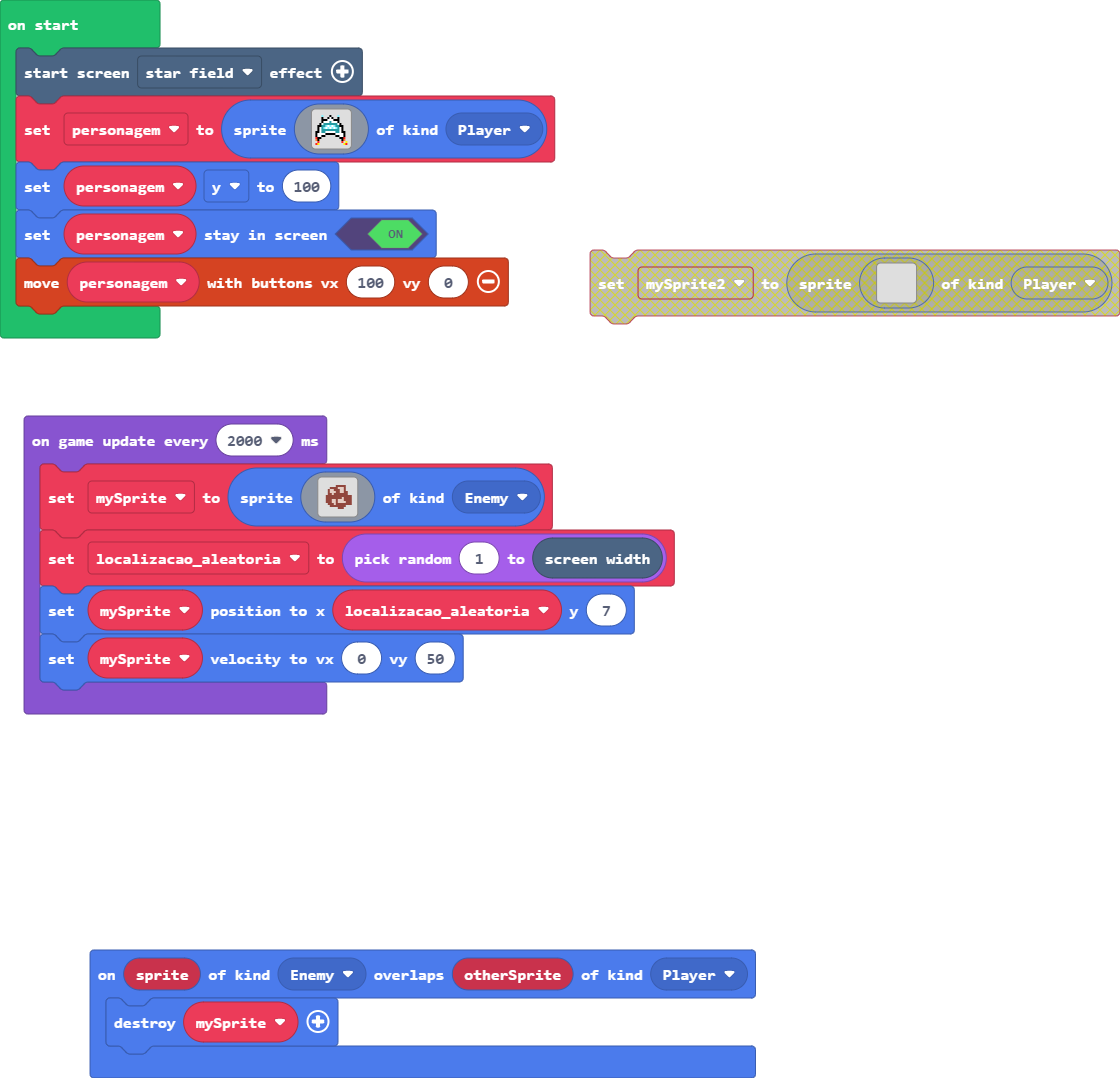 on start
start screen star field effect
set personagem to sprite of kind Player
set personagem y to 100
set personagem stay in screen ON
move personagem with buttons vx 100 vy 0
set mySprite2 to sprite of kind Player
on game update every 2000 ms
set mySprite to sprite of kind Enemy
set localizacao_aleatoria to pick random 1 to screen width
set mySprite position to x localizacao_aleatoria y 7
set mySprite velocity to vx 0 vy 50
on sprite of kind Enemy overlaps otherSprite of kind Player
destroy mySprite